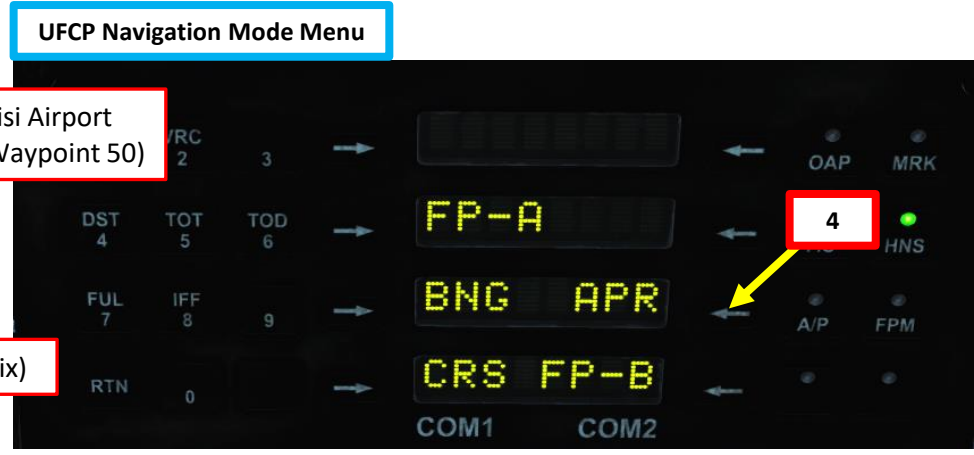 UFCP Navigation Mode Menu
isi Airport
Waypoint 50)
VRC
2 3
OAP MRK
DST TOT TOD
4 5 6
FP-A
4
HNS
FUL IFF
7 8 9
BNG APR
A/P FPM
ix)
RTN 0
CRS FP-B
COM1 COM2